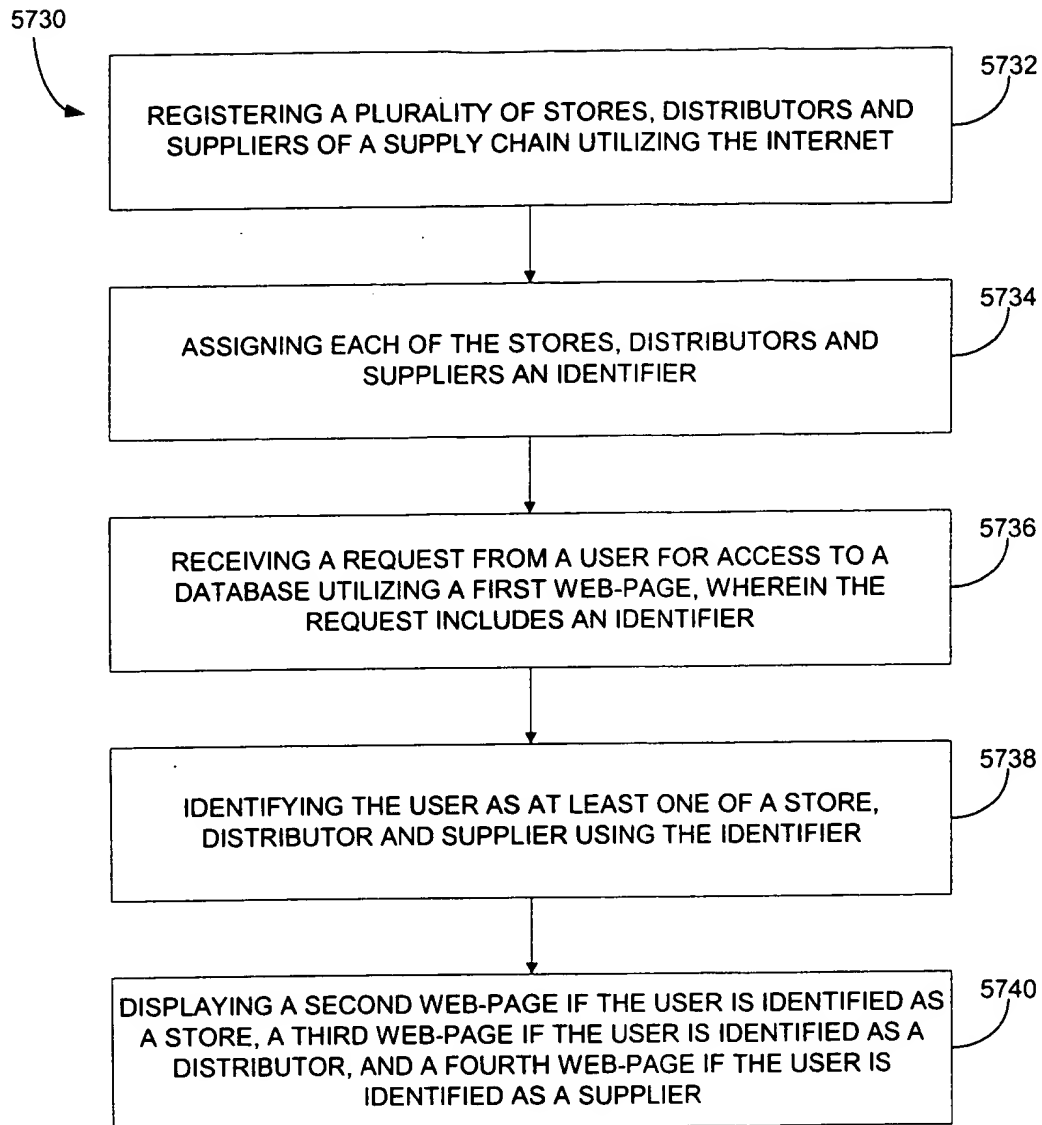 5730
5732
REGISTERING A PLURALITY OF STORES, DISTRIBUTORS AND
SUPPLIERS OF A SUPPLY CHAIN UTILIZING THE INTERNET
5734
ASSIGNING EACH OF THE STORES, DISTRIBUTORS AND
SUPPLIERS AN IDENTIFIER
5736
RECEIVING A REQUEST FROM A USER FOR ACCESS TO A
DATABASE UTILIZING A FIRST WEB-PAGE, WHEREIN THE
REQUEST INCLUDES AN IDENTIFIER
5738
IDENTIFYING THE USER AS AT LEAST ONE OF A STORE,
DISTRIBUTOR AND SUPPLIER USING THE IDENTIFIER
5740
DISPLAYING A SECOND WEB-PAGE IF THE USER IS IDENTIFIED AS
A STORE, A THIRD WEB-PAGE IF THE USER IS IDENTIFIED AS A
DISTRIBUTOR, AND A FOURTH WEB-PAGE IF THE USER IS
IDENTIFIED AS A SUPPLIER